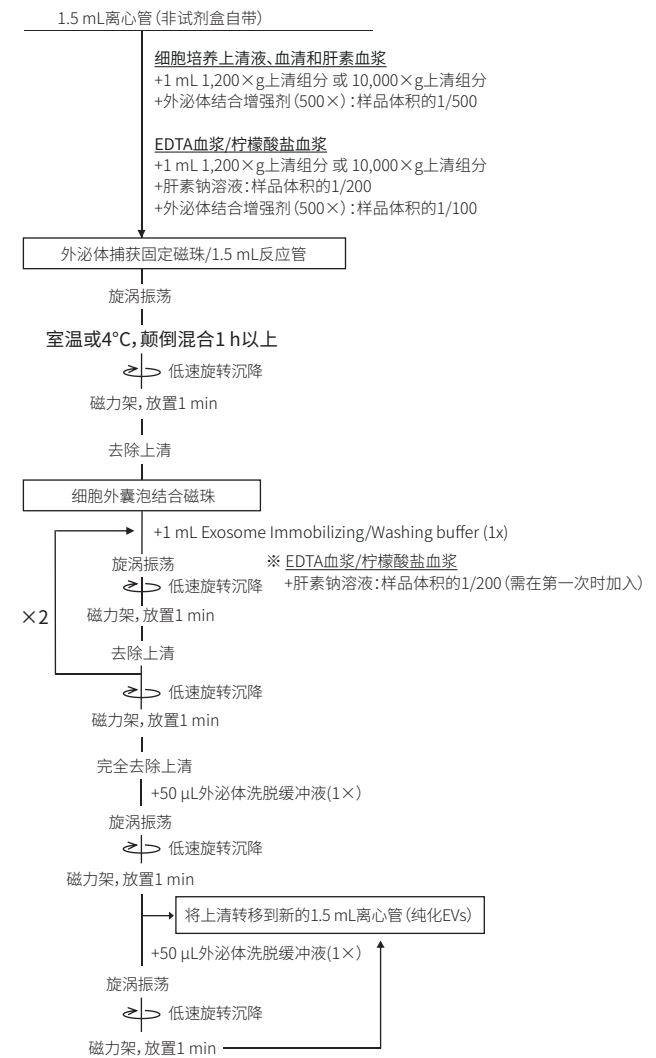 1.5 mL离心管（非试剂盒自带）
细胞培养上清液、血清和肝素血浆
+1 mL 1,200×g上清组分 或 10,000×g上清组分
+外泌体结合增强剂（500×）：样品体积的1/500
EDTA血浆/柠檬酸盐血浆
+1 mL 1,200×g上清组分 或 10,000×g上清组分
+肝素钠溶液：样品体积的1/200
+外泌体结合增强剂（500×）：样品体积的1/100
外泌体捕获固定磁珠/1.5 mL反应管
旋涡振荡
室温或4℃，颠倒混合1 h以上
低速旋转沉降
磁力架，放置1 min
去除上清
细胞外囊泡结合磁珠
+1 mL Exosome Immobilizing/Washing buffer (1x)
旋涡振荡
※ EDTA血浆/柠檬酸盐血浆
低速旋转沉降
+肝素钠溶液：样品体积的1/200（需在第一次时加入）
×2
磁力架，放置1 min
去除上清
低速旋转沉降
磁力架，放置1 min
完全去除上清
+50 μL外泌体洗脱缓冲液(1×）
旋涡振荡
低速旋转沉降
磁力架，放置1 min
将上清转移到新的1.5 mL离心管（纯化EVs）
+50 μL外泌体洗脱缓冲液(1×）
旋涡振荡
低速旋转沉降
磁力架，放置1 min